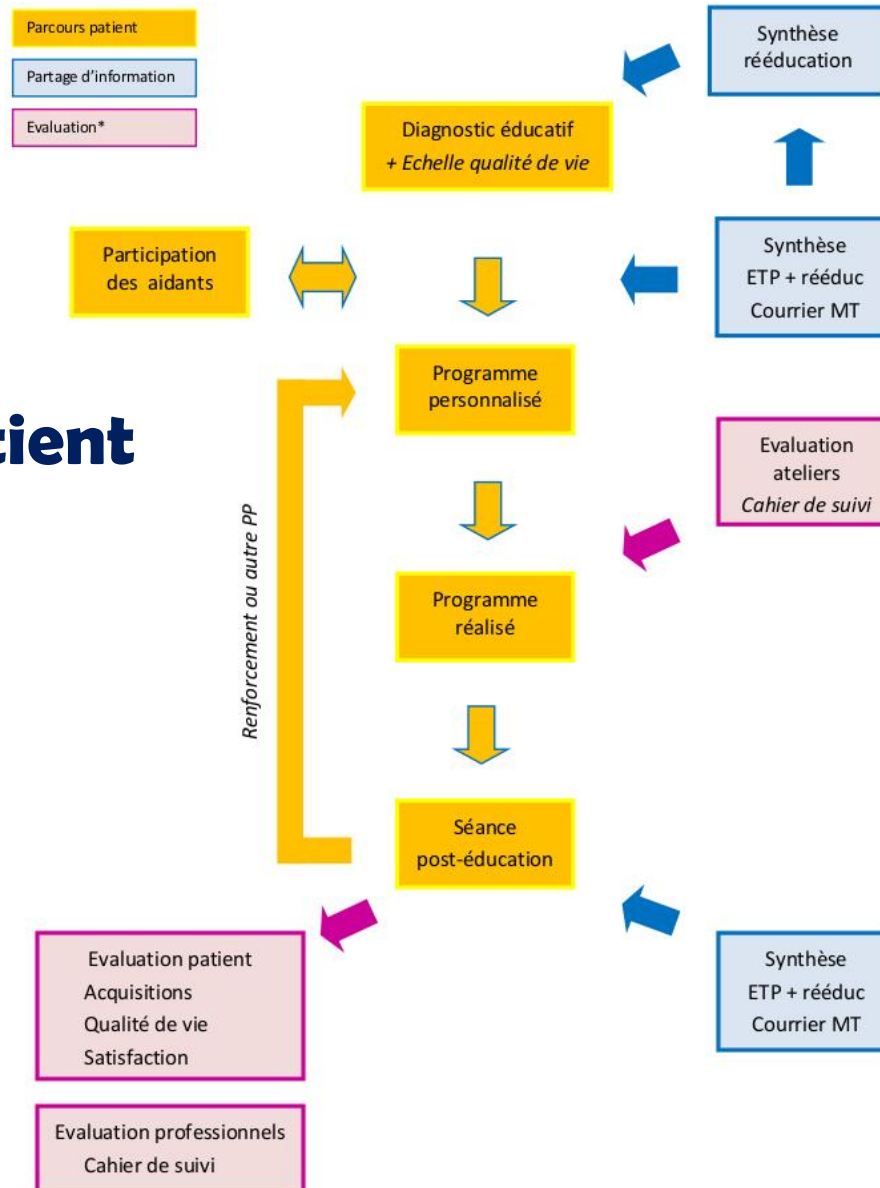 Parcours patient
Partage d'information
Evaluation*
Synthèse
rééducation
Diagnostic éducatif
+ Echelle qualité de vie
Participation
des aidants
Synthèse
ETP + rééduc
Courrier MT
Programme
personnalisé
tient
Evaluation
ateliers
Cahier de suivi
Renforcement ou autre PP
Programme
réalisé
Séance
post-éducation
Evaluation patient
Acquisitions
Qualité de vie
Satisfaction
Synthèse
ETP + rééduc
Courrier MT
Evaluation professionnels
Cahier de suivi